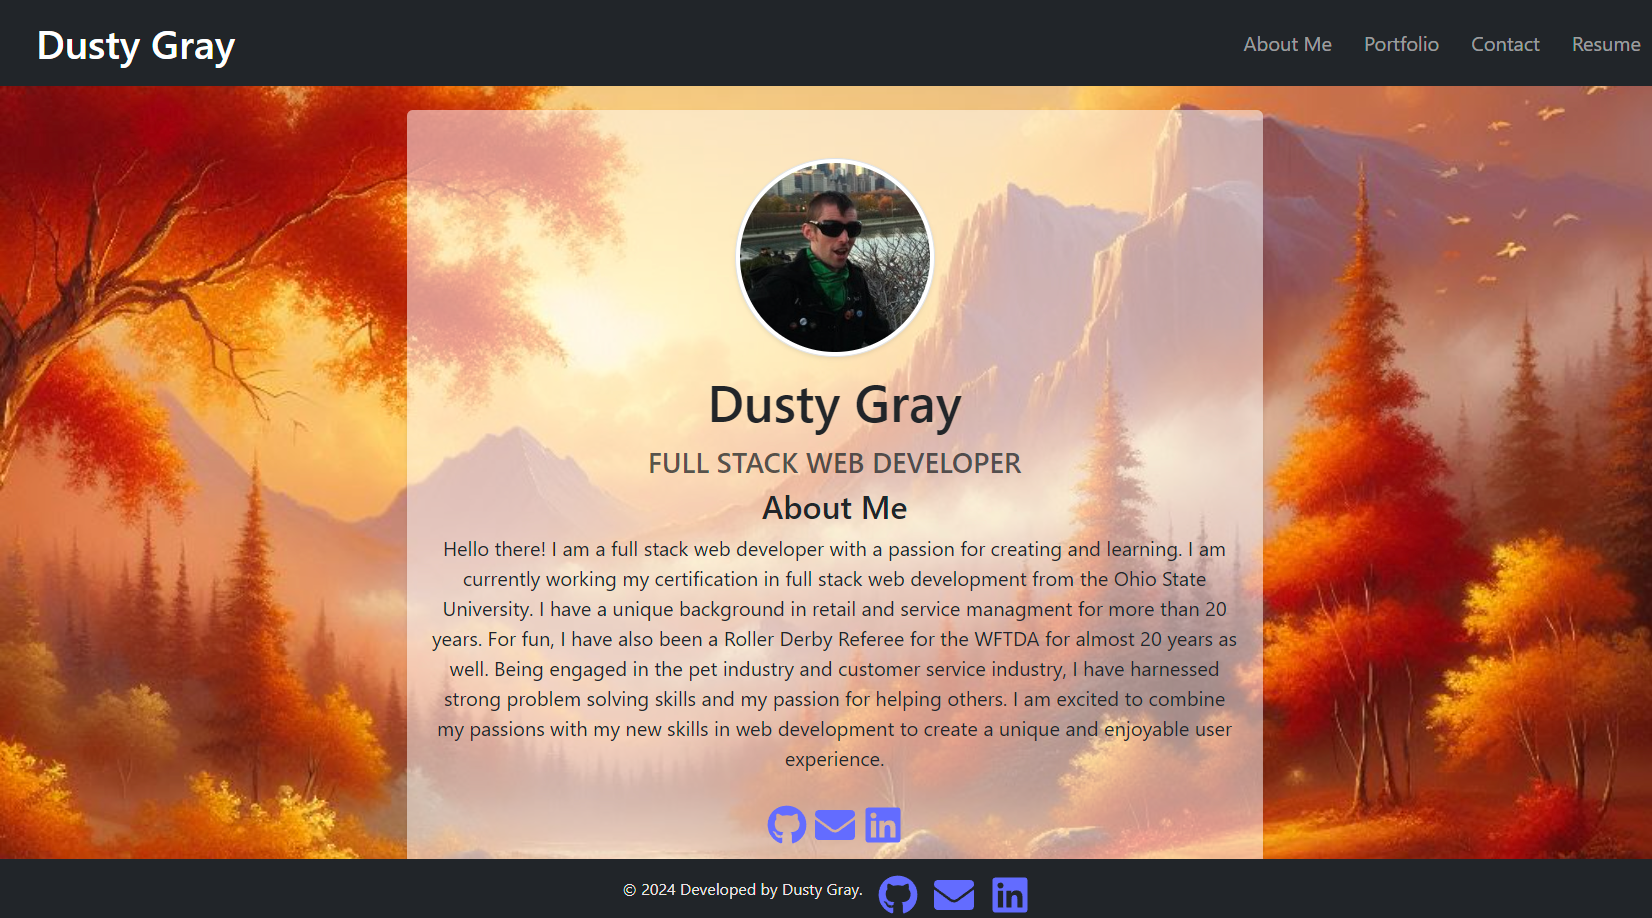 Dusty Gray
About Me
Portfolio
Contact
Resume
Dusty Gray
FULL STACK WEB DEVELOPER
About Me
Hello there! I am a full stack web developer with a passion for creating and learning. I am
currently working my certification in full stack web development from the Ohio State
University. I have a unique background in retail and service managment for more than 20
years. For fun, I have also been a Roller Derby Referee for the WFTDA for almost 20 years as
well. Being engaged in the pet industry and customer service industry, I have harnessed
strong problem solving skills and my passion for helping others. I am excited to combine
my passions with my new skills in web development to create a unique and enjoyable user
experience.
in
© 2024 Developed by Dusty Gray.
in